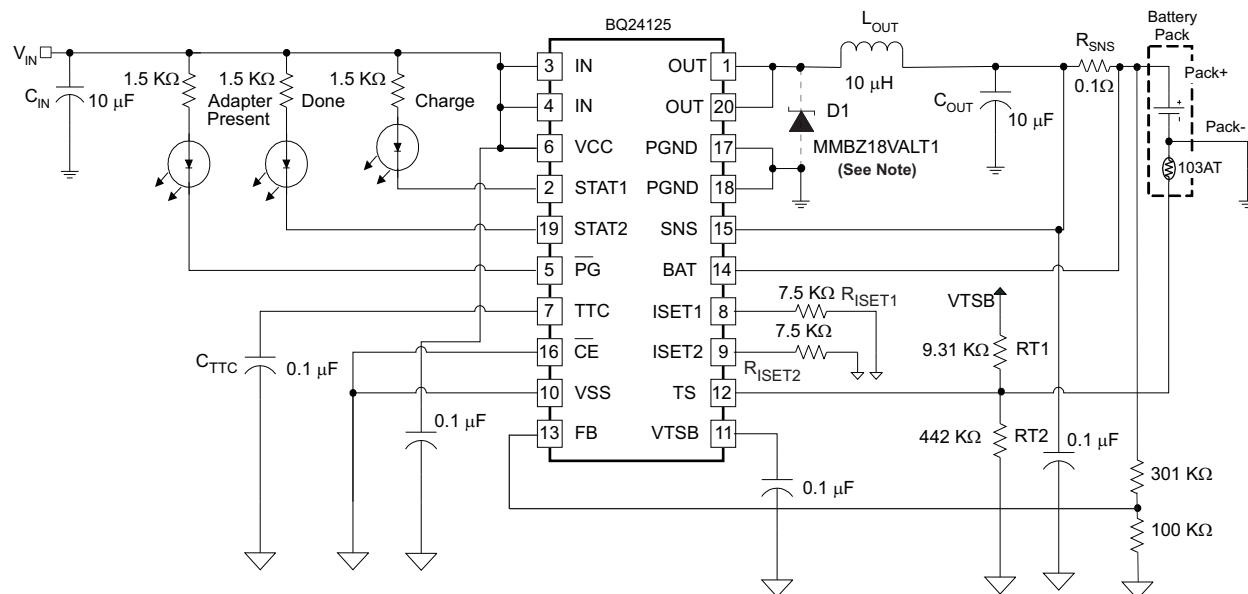 BQ24125
V_IN
C_IN
10 μF
1.5 KΩ
1.5 KΩ
1.5 KΩ
Adapter
Present
Done
Charge
3 IN
4 IN
6 VCC
2 STAT1
19 STAT2
5 P̅G̅
7 TTC
16 C̅E̅
10 VSS
13 FB
OUT 1
OUT 20
PGND 17
PGND 18
SNS 15
BAT 14
ISET1 8
ISET2 9
TS 12
VTSB 11
C_TTC
0.1 μF
0.1 μF
L_OUT
10 μH
D1
MMBZ18VALT1
(See Note)
C_OUT
10 μF
R_SNS
0.1Ω
Battery
Pack
Pack+
+
-
Pack-
103AT
7.5 KΩ
R_ISET1
7.5 KΩ
R_ISET2
VTSB
9.31 KΩ
RT1
442 KΩ
RT2
0.1 μF
0.1 μF
301 KΩ
100 KΩ